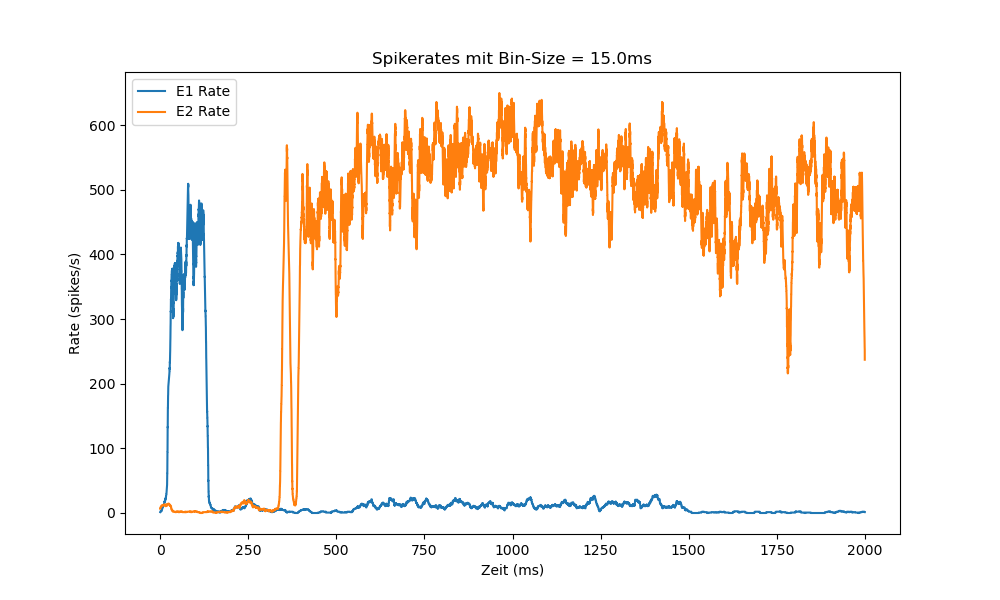 Spikerates mit Bin-Size = 15.0ms
E1 Rate
E2 Rate
Rate (spikes/s)
600
500
400
300
200
100
0
0 250 500 750 1000 1250 1500 1750 2000
Zeit (ms)